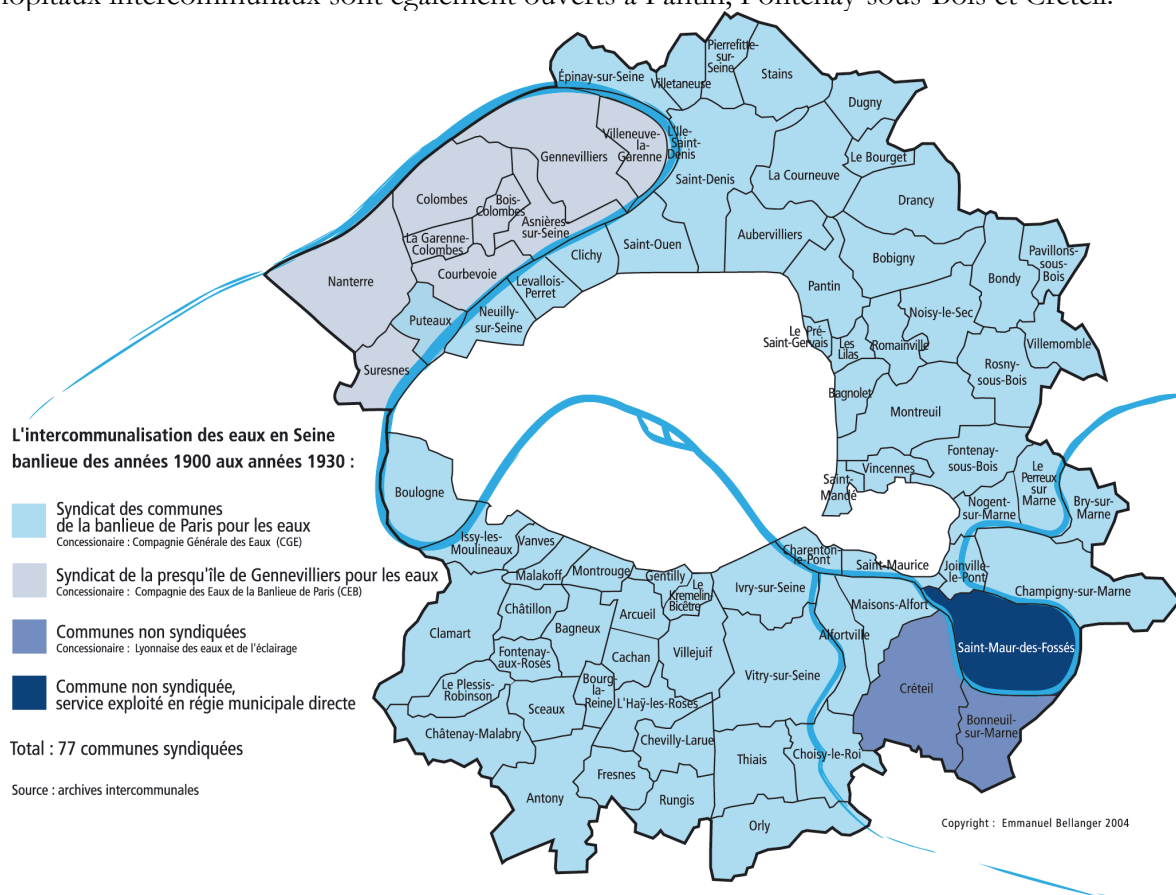 hôpitaux intercommunaux sont également ouverts à Pantin, Fontenay-sous-Bois et Créteil.
Pierrefitte-
sur-
Seine
Épinay-sur-Seine
Villetaneuse
Stains
Dugny
Villeneuve-
la-
Garenne
L'Ile-
Saint-
Denis
Gennevilliers
Le Bourget
Saint-Denis
La Courneuve
Colombes
Bois-
Colombes
Drancy
Asnières-
sur-Seine
La Garenne-
Colombes
Saint-Ouen
Aubervilliers
Clichy
Bobigny
Pavillons-
sous-
Bois
Courbevoie
Nanterre
Levallois-
Perret
Pantin
Bondy
Puteaux
Neuilly-
sur-Seine
Noisy-le-Sec
Le Pré-
Saint-Gervais
Les
Lilas
Romainville
Villemomble
Suresnes
Rosny-
sous-Bois
Bagnolet
Montreuil
L'intercommunalisation des eaux en Seine
banlieue des années 1900 aux années 1930 :
Fontenay-
sous-Bois
Vincennes
Le
Perreux
sur
Marne
Saint-
Mandé
Boulogne
Nogent-
sur-Marne
Bry-sur-
Marne
Syndicat des communes
de la banlieue de Paris pour les eaux
Concessionaire : Compagnie Générale des Eaux (CGE)
Issy-les-
Moulineaux
Vanves
Charenton-
le-Pont
Saint-Maurice
Joinville-
le-Pont
Syndicat de la presqu'île de Gennevilliers pour les eaux
Concessionaire : Compagnie des Eaux de la Banlieue de Paris (CEB)
Malakoff
Montrouge
Gentilly
Le
Kremelin
Bicêtre
Ivry-sur-Seine
Champigny-sur-Marne
Maisons-Alfort
Châtillon
Arcueil
Clamart
Bagneux
Alfortville
Communes non syndiquées
Concessionaire : Lyonnaise des eaux et de l'éclairage
Fontenay-
aux-Roses
Cachan
Villejuif
Saint-Maur-des-Fossés
Vitry-sur-Seine
Bourg-
la-
Reine
Le Plessis-
Robinson
Créteil
Commune non syndiquée,
service exploité en régie municipale directe
L'Haÿ-les-Roses
Sceaux
Bonneuil-
sur-Marne
Châtenay-Malabry
Chevilly-Larue
Total : 77 communes syndiquées
Thiais
Choisy-le-Roi
Fresnes
Source : archives intercommunales
Antony
Rungis
Orly
Copyright : Emmanuel Bellanger 2004